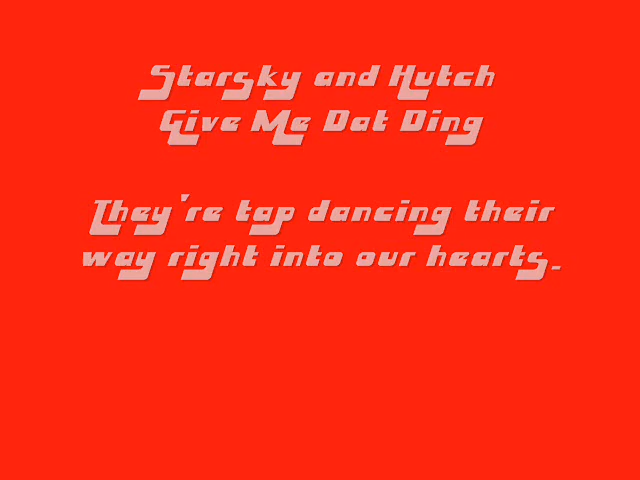 Starsky and Hutch
Give Me Dat Ding
They're tap dancing their
way right into our hearts.